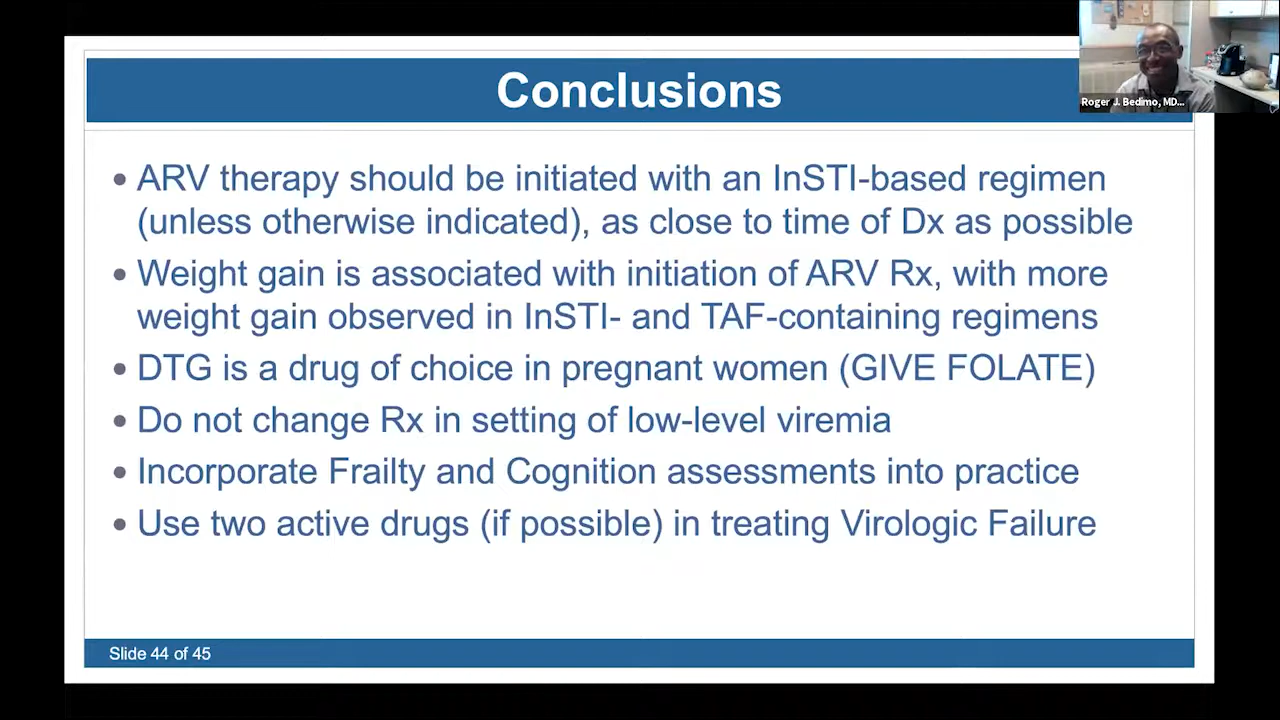 Conclusions
Roger J. Bedimo, MD...
• ARV therapy should be initiated with an InSTI-based regimen
(unless otherwise indicated), as close to time of Dx as possible
• Weight gain is associated with initiation of ARV Rx, with more
weight gain observed in InSTI- and TAF-containing regimens
• DTG is a drug of choice in pregnant women (GIVE FOLATE)
• Do not change Rx in setting of low-level viremia
• Incorporate Frailty and Cognition assessments into practice
• Use two active drugs (if possible) in treating Virologic Failure
Slide 44 of 45